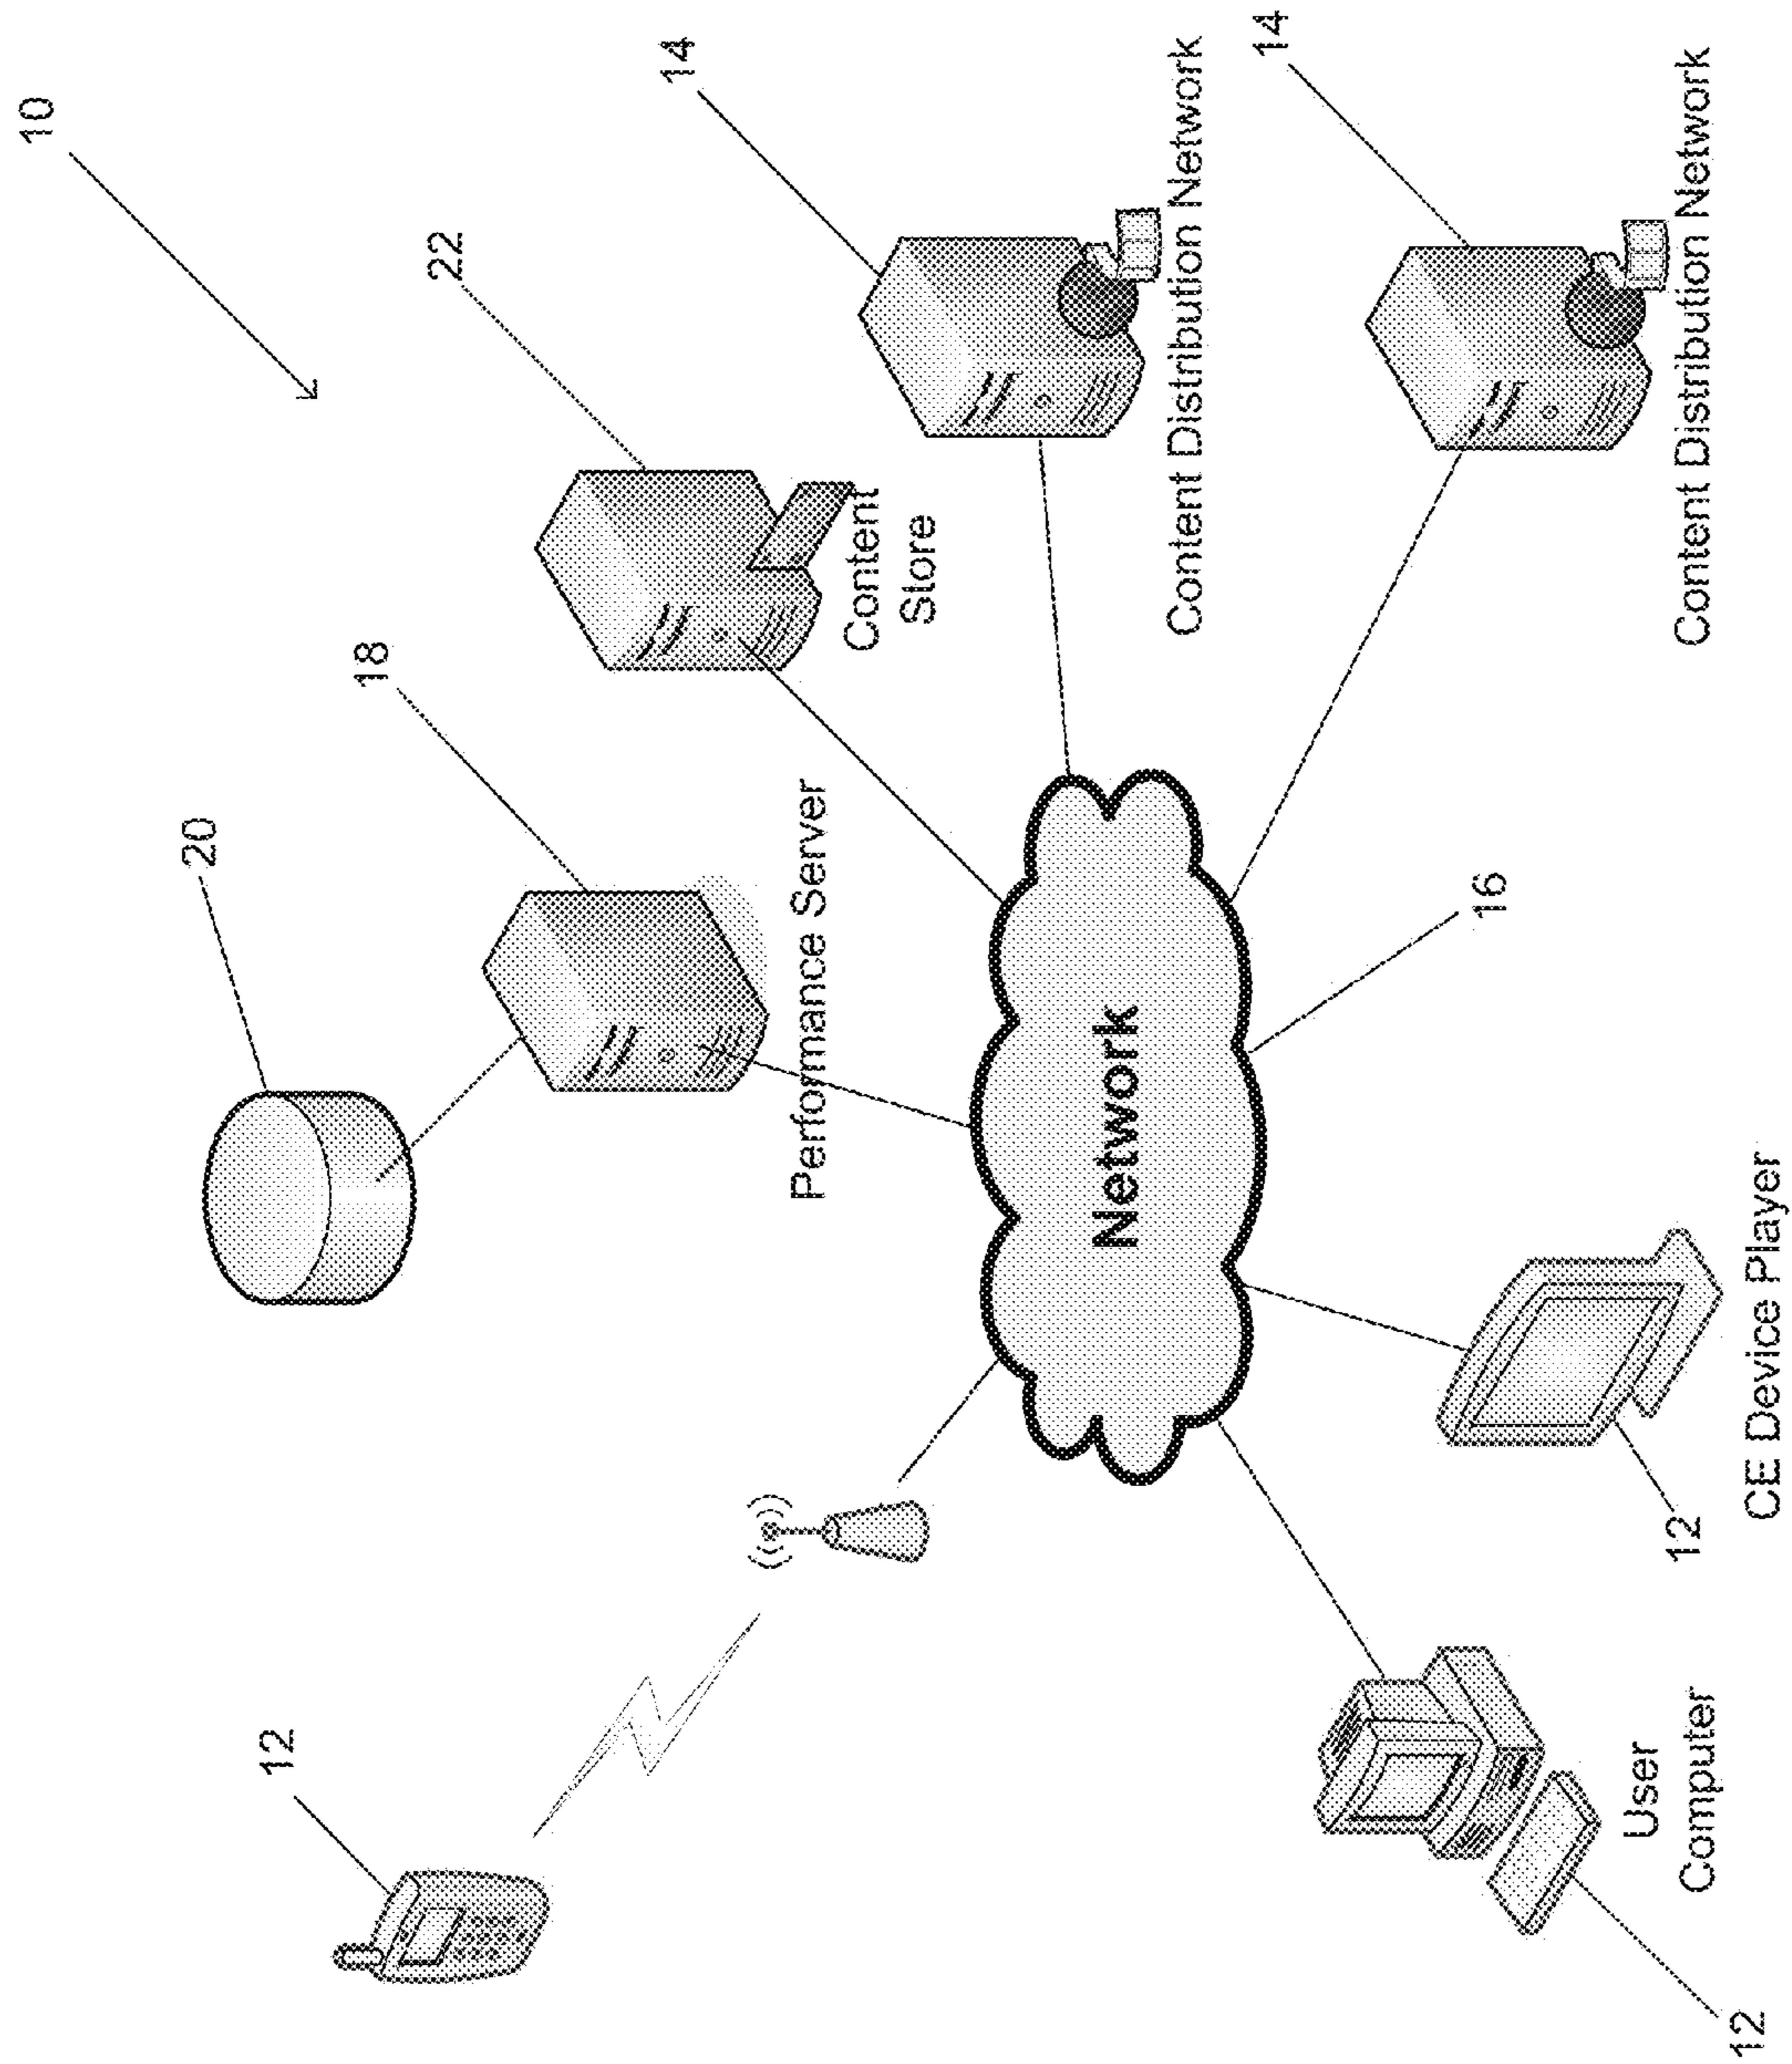 10
20
18
22
14
12
Performance Server
Content
Store
Content Distribution Network
14
Network
16
Content Distribution Network
User
Computer
12
12
CE Device Player